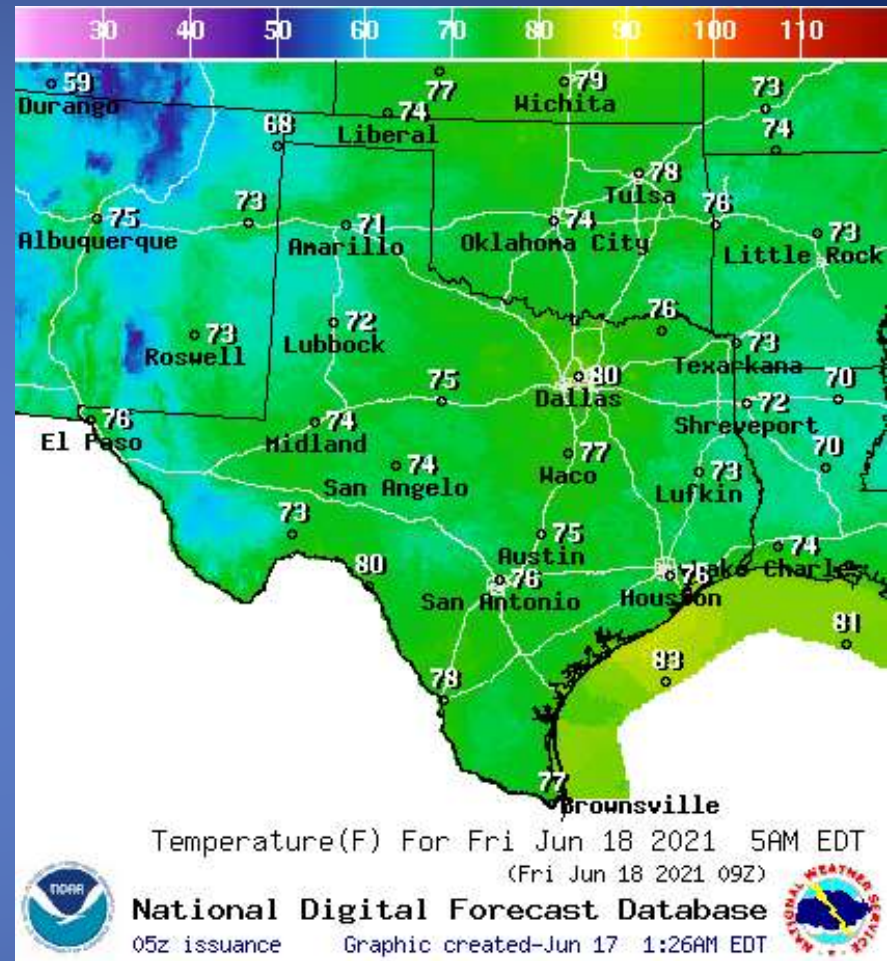 30 40 50 60 70 80 90 100 110
59
Durango
77
79
Wichita
73
74
Liberal
68
74
78
Tulsa
75
Albuquerque
73
71
Amarillo
74
Oklahoma City
76
73
Little Rock
73
Roswell
72
Lubbock
76
73
Texarkana
80
Dallas
75
70
72
Shreveport
76
El Paso
74
Midland
77
Waco
74
San Angelo
73
Lufkin
70
73
75
Austin
74
Lake Charles
80
76
San Antonio
76
Houston
81
83
78
77
Brownsville
Temperature(F) For Fri Jun 18 2021 5AM EDT
(Fri Jun 18 2021 09Z)
NOAA
National Digital Forecast Database
05z issuance Graphic created-Jun 17 1:26AM EDT
NATIONAL WEATHER SERVICE